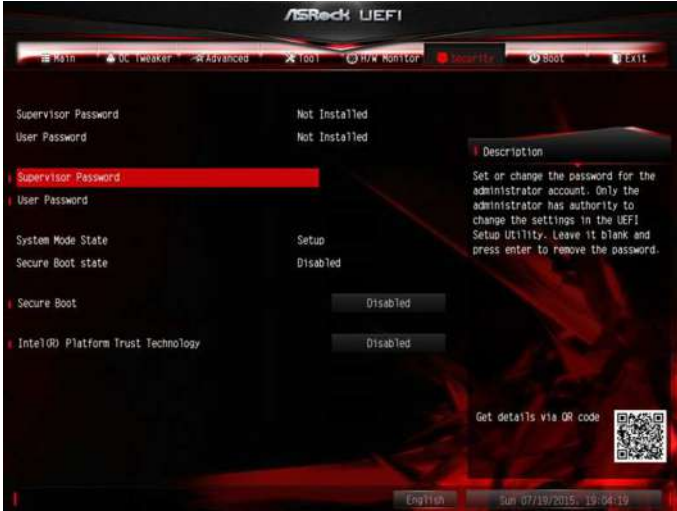 ASRock UEFI
Main OC Tweaker Advanced Tool H/W Monitor Security Boot Exit
Supervisor Password Not Installed
User Password Not Installed
Supervisor Password
User Password
System Mode State Setup
Secure Boot state Disabled
Secure Boot Disabled
Intel(R) Platform Trust Technology Disabled
Description
Set or change the password for the
administrator account. Only the
administrator has authority to
change the settings in the UEFI
Setup Utility. Leave it blank and
press enter to remove the password.
Get details via QR code
English Sun 07/19/2015, 19:04:19